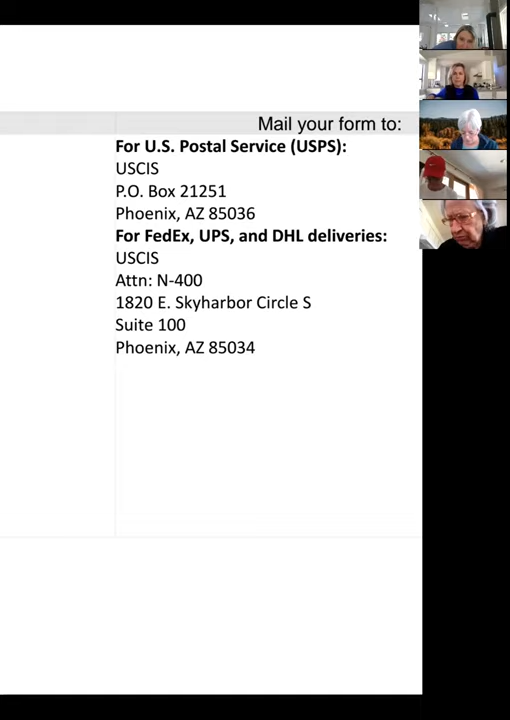 Mail your form to:
For U.S. Postal Service (USPS):
USCIS
P.O. Box 21251
Phoenix, AZ 85036
For FedEx, UPS, and DHL deliveries:
USCIS
Attn: N-400
1820 E. Skyharbor Circle S
Suite 100
Phoenix, AZ 85034